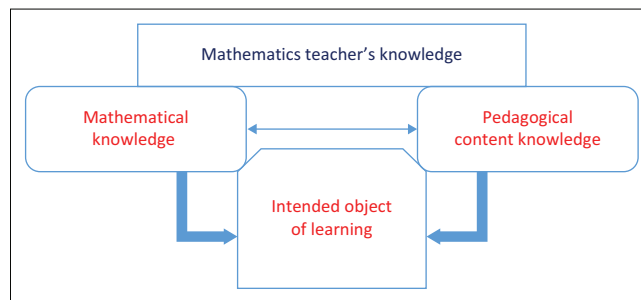 Mathematics teacher’s knowledge
Mathematical
knowledge
Pedagogical
content knowledge
Intended object
of learning